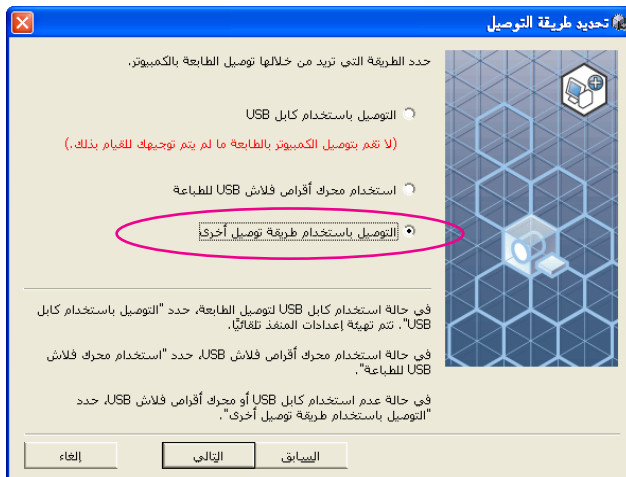 تحديد طريقة التوصيل
حدد الطريقة التي تريد من خلالها توصيل الطابعة بالكمبيوتر.
التوصيل باستخدام كابل USB
(لا تقم بتوصيل الكمبيوتر بالطابعة ما لم يتم توجيهك للقيام بذلك.)
استخدام محرك أقراص فلاش USB للطباعة
التوصيل باستخدام طريقة توصيل أخرى
في حالة استخدام كابل USB لتوصيل الطابعة، حدد "التوصيل باستخدام كابل
USB". تتم تهيئة إعدادات المنفذ تلقائيًا.
في حالة استخدام محرك أقراص فلاش USB، حدد "استخدام محرك فلاش
USB للطباعة".
في حالة عدم استخدام كابل USB أو محرك أقراص فلاش USB، حدد
"التوصيل باستخدام طريقة توصيل أخرى".
السابق
التالي
إلغاء